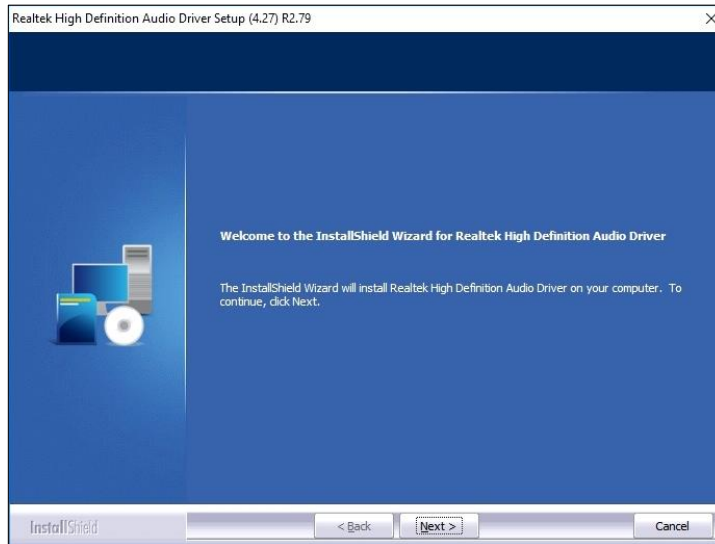 Realtek High Definition Audio Driver Setup (4.27) R2.79
Welcome to the InstallShield Wizard for Realtek High Definition Audio Driver
The InstallShield Wizard will install Realtek High Definition Audio Driver on your computer. To
continue, click Next.
InstallShield
< Back Next > Cancel